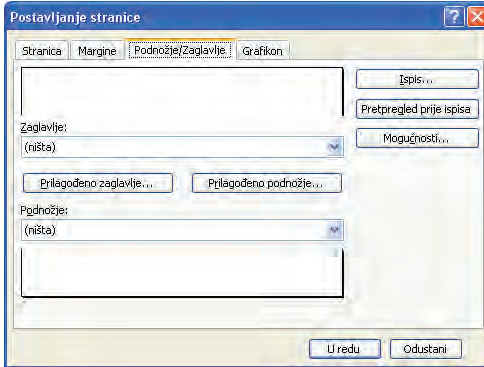 Postavljanje stranice
Stranica Margine Podnožje/Zaglavlje Grafikon
Ispis...
Pretpregled prije ispisa
Mogućnosti...
Zaglavlje:
(ništa)
Prilagođeno zaglavlje... Prilagođeno podnožje...
Podnožje:
(ništa)
U redu Odustani